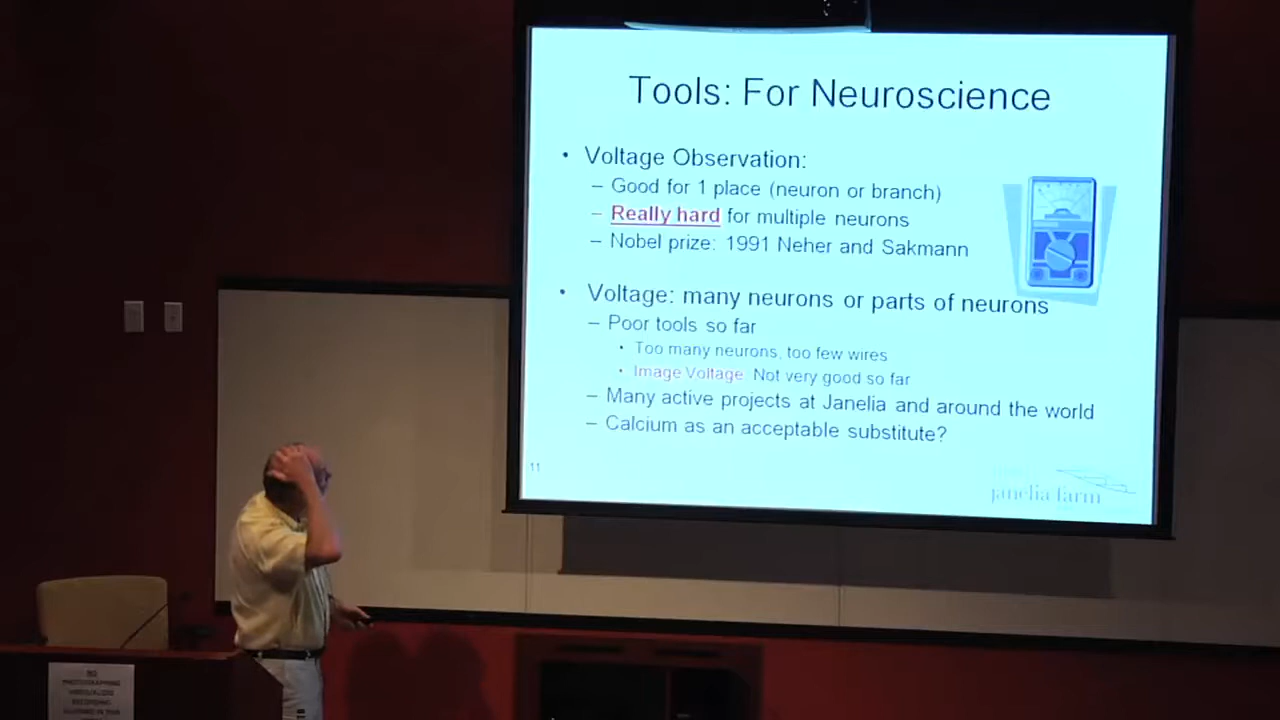 Tools: For Neuroscience
• Voltage Observation:
– Good for 1 place (neuron or branch)
– Really hard for multiple neurons
– Nobel prize: 1991 Neher and Sakmann
• Voltage: many neurons or parts of neurons
– Poor tools so far
• Too many neurons, too few wires
• Image Voltage. Not very good so far
– Many active projects at Janelia and around the world
– Calcium as an acceptable substitute?
11
janelia farm
NO
PHOTOGRAPHING
RECORDING